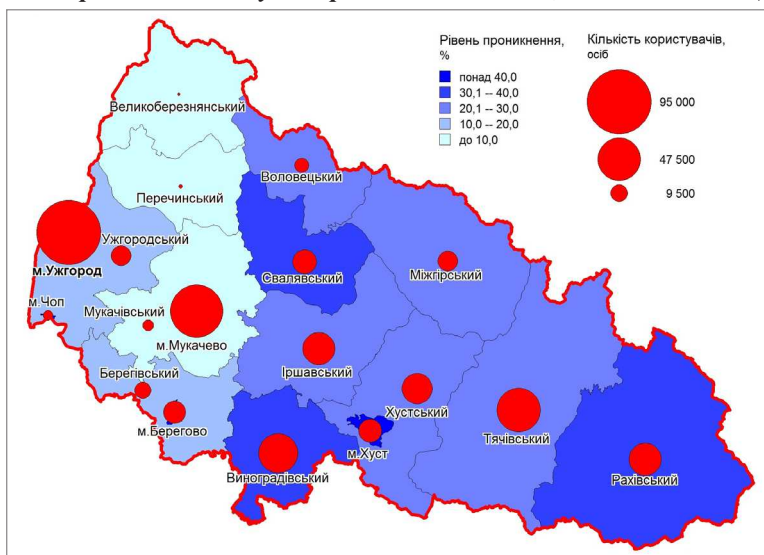 Рівень проникнення,
%
понад 40,0
30,1 -- 40,0
20,1 -- 30,0
10,0 -- 20,0
до 10,0
Кількість користувачів,
осіб
95 000
47 500
9 500
Великоберезнянський
Перечинський
Воловецький
Ужгородський
м.Ужгород
Свалявський
Міжгірський
м.Чоп
Мукачівський
м.Мукачево
Іршавський
Берегівський
Хустський
м.Берегово
Тячівський
м.Хуст
Виноградівський
Рахівський